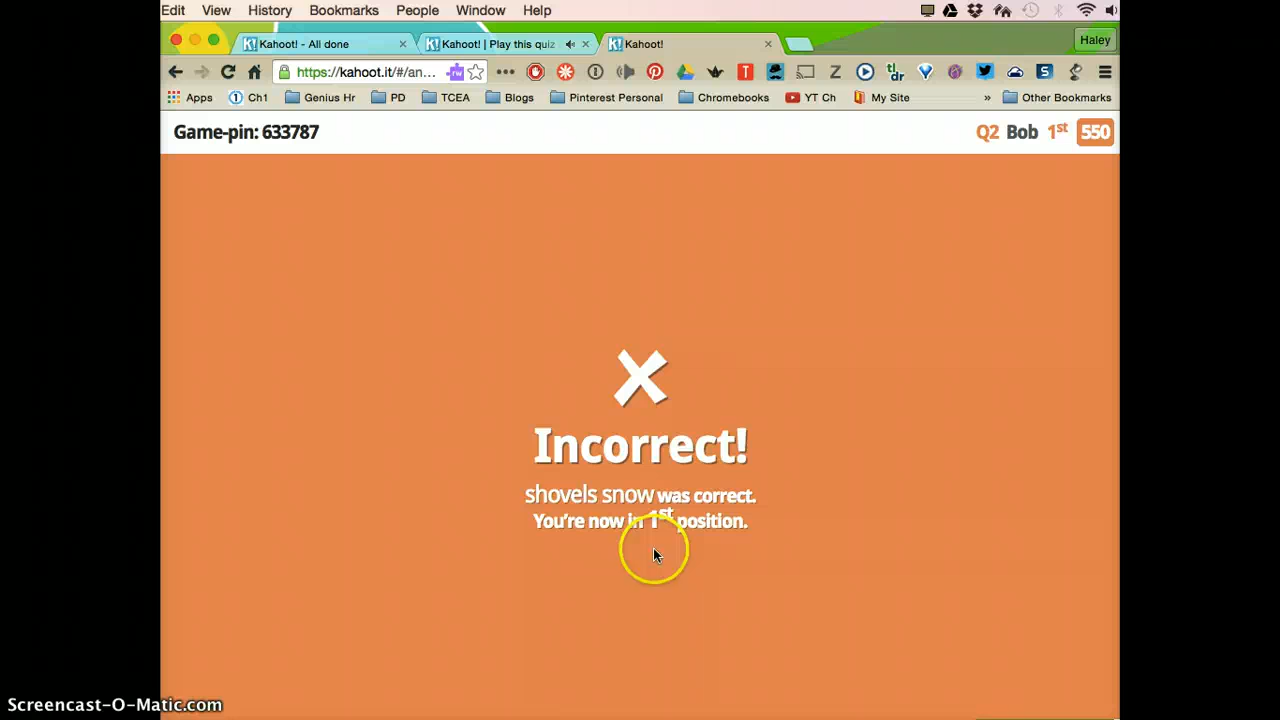 Edit View History Bookmarks People Window Help
Kahoot! - All done
Kahoot! | Play this quiz
Kahoot!
Haley
https://kahoot.it/#/an...
Apps Ch1 Genius Hr PD TCEA Blogs Pinterest Personal Chromebooks YT Ch My Site » Other Bookmarks
Game-pin: 633787
Q2 Bob 1st 550
Incorrect!
shovels snow was correct.
You're now in 1st position.
Screencast-O-Matic.com